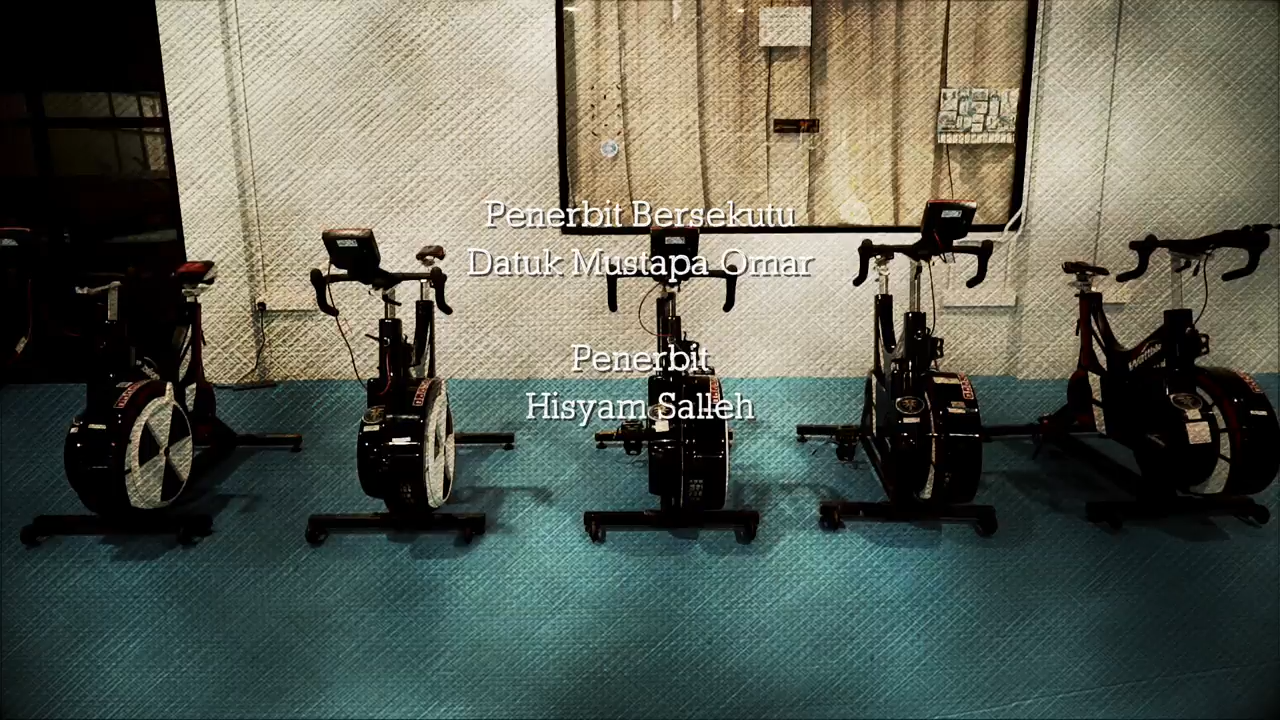 Penerbit Bersekutu
Datuk Mustapa Omar
Penerbit
Hisyam Salleh